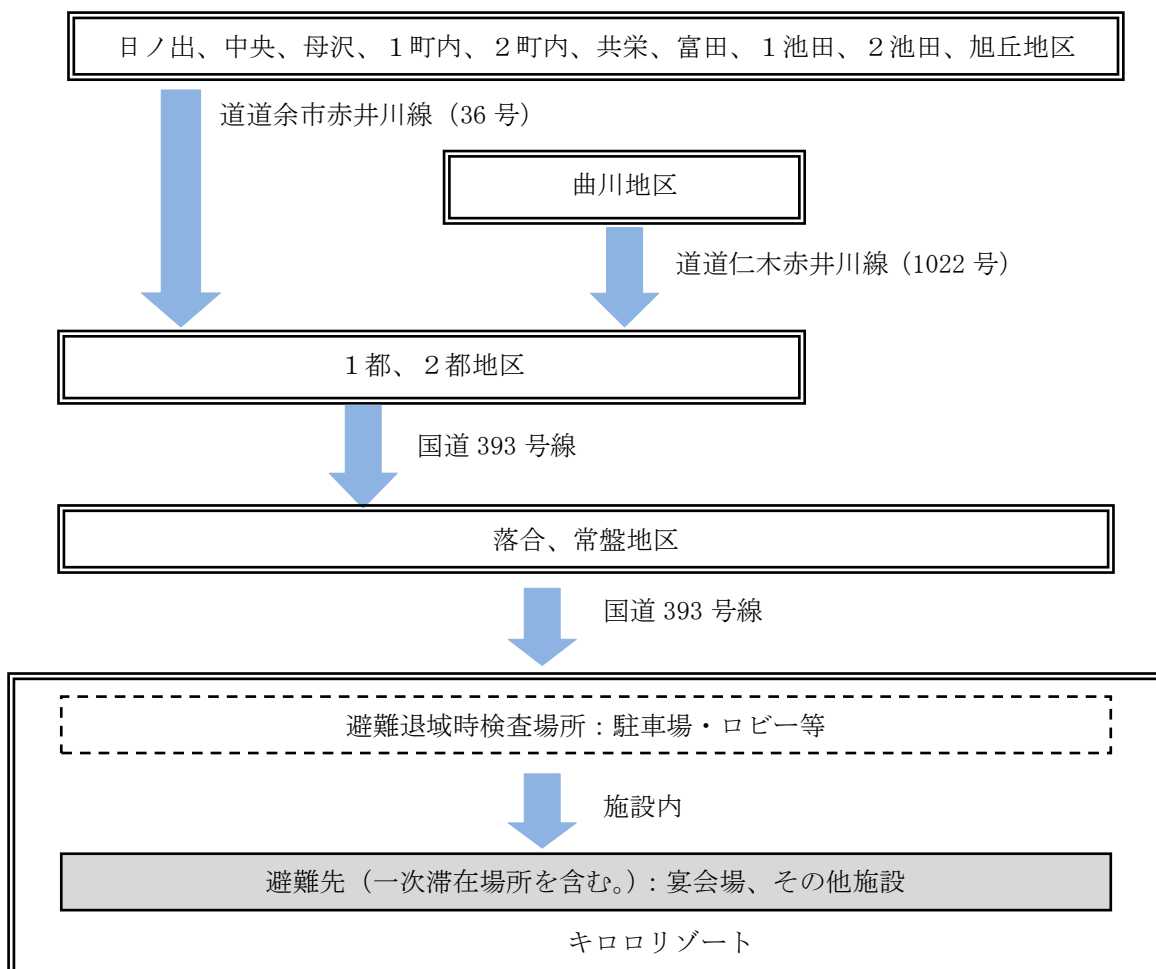 日ノ出、中央、母沢、１町内、２町内、共栄、富田、１池田、２池田、旭丘地区
道道余市赤井川線（36 号）
曲川地区
道道仁木赤井川線（1022 号）
１都、２都地区
国道 393 号線
落合、常盤地区
国道 393 号線
避難退域時検査場所：駐車場・ロビー等
施設内
避難先（一次滞在場所を含む。）：宴会場、その他施設
キロロリゾート